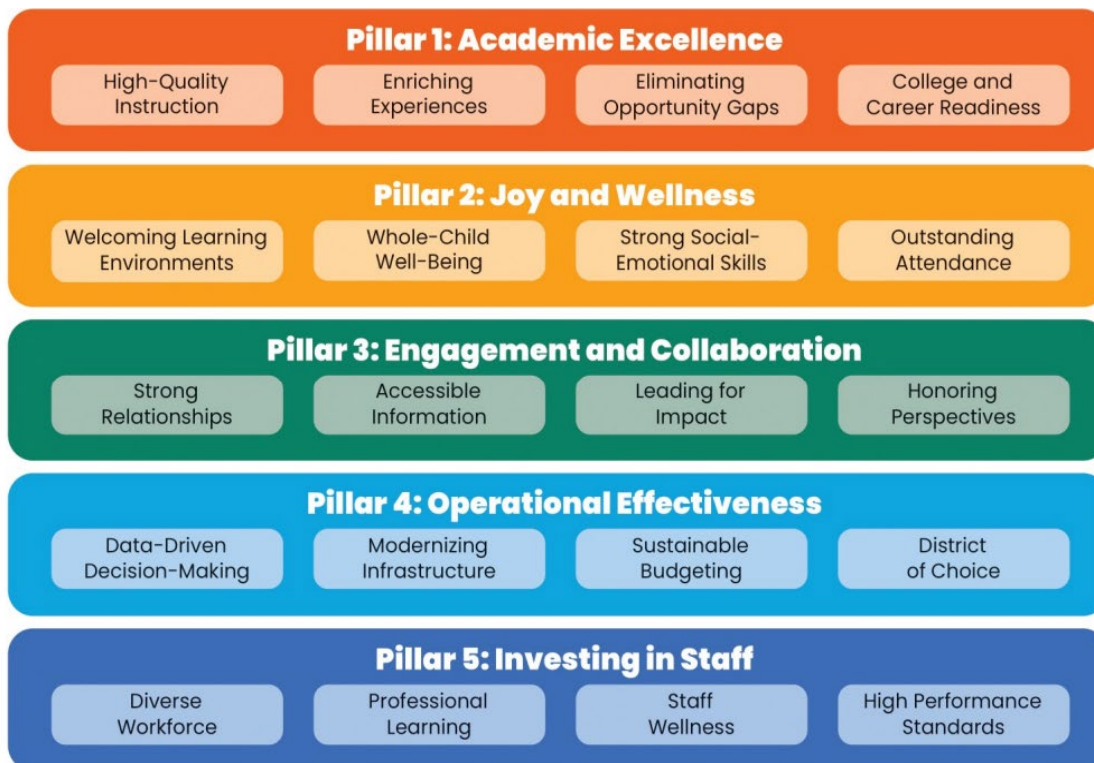 Pillar 1: Academic Excellence
High-Quality
Instruction
Enriching
Experiences
Eliminating
Opportunity Gaps
College and
Career Readiness
Pillar 2: Joy and Wellness
Welcoming Learning
Environments
Whole-Child
Well-Being
Strong Social-
Emotional Skills
Outstanding
Attendance
Pillar 3: Engagement and Collaboration
Strong
Relationships
Accessible
Information
Leading for
Impact
Honoring
Perspectives
Pillar 4: Operational Effectiveness
Data-Driven
Decision-Making
Modernizing
Infrastructure
Sustainable
Budgeting
District
of Choice
Pillar 5: Investing in Staff
Diverse
Workforce
Professional
Learning
Staff
Wellness
High Performance
Standards